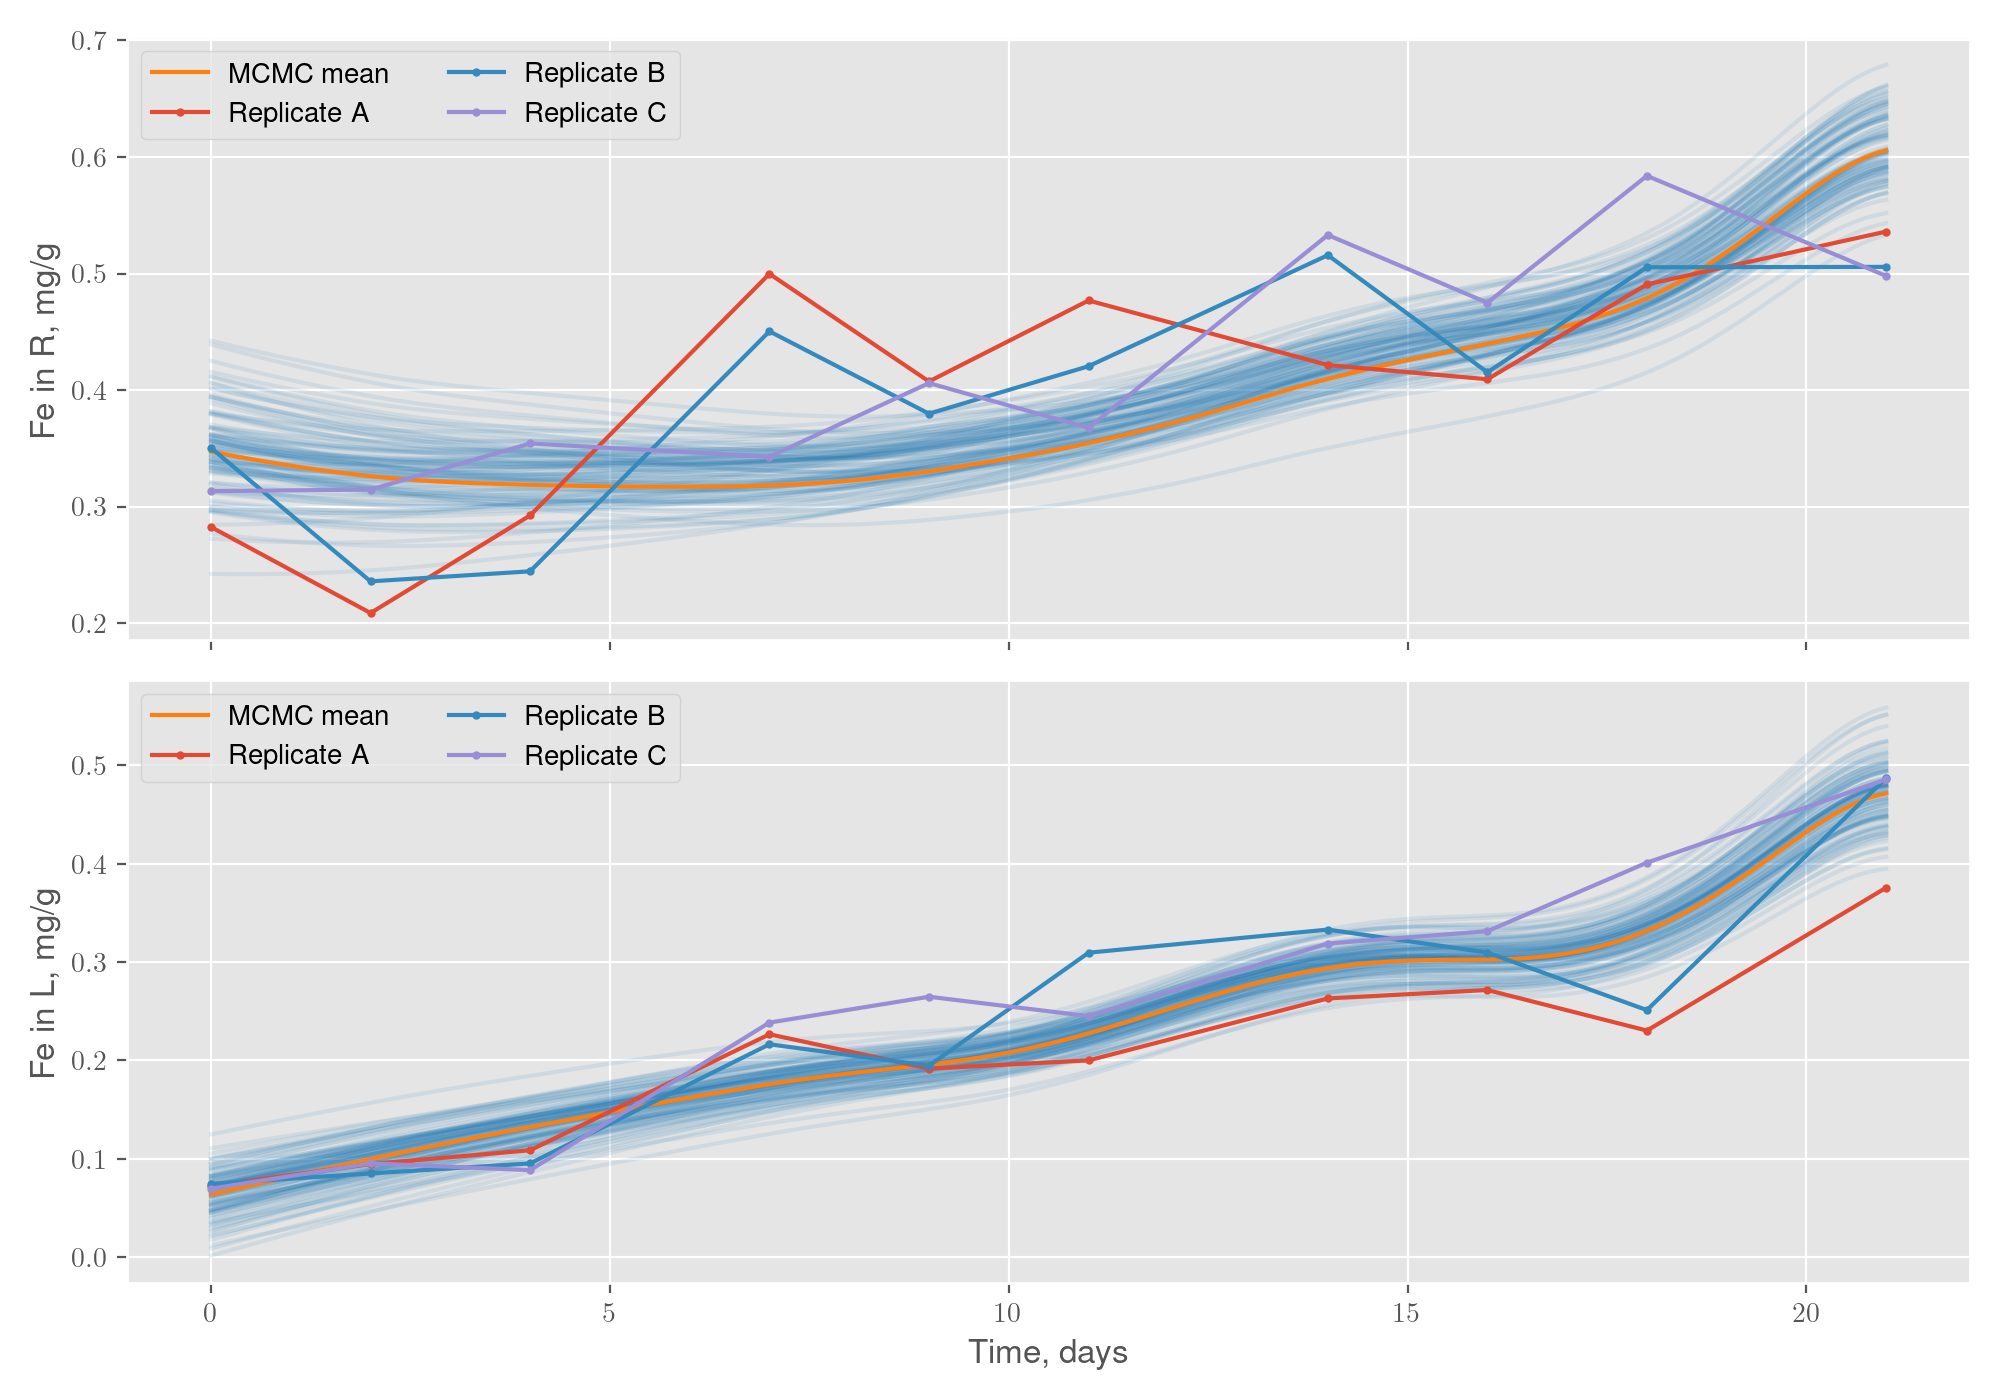 0.7
0.6
0.5
0.4
0.3
0.2
Fe in R, mg/g
MCMC mean
Replicate A
Replicate B
Replicate C
0.5
0.4
0.3
0.2
0.1
0.0
Fe in L, mg/g
MCMC mean
Replicate A
Replicate B
Replicate C
0 5 10 15 20
Time, days